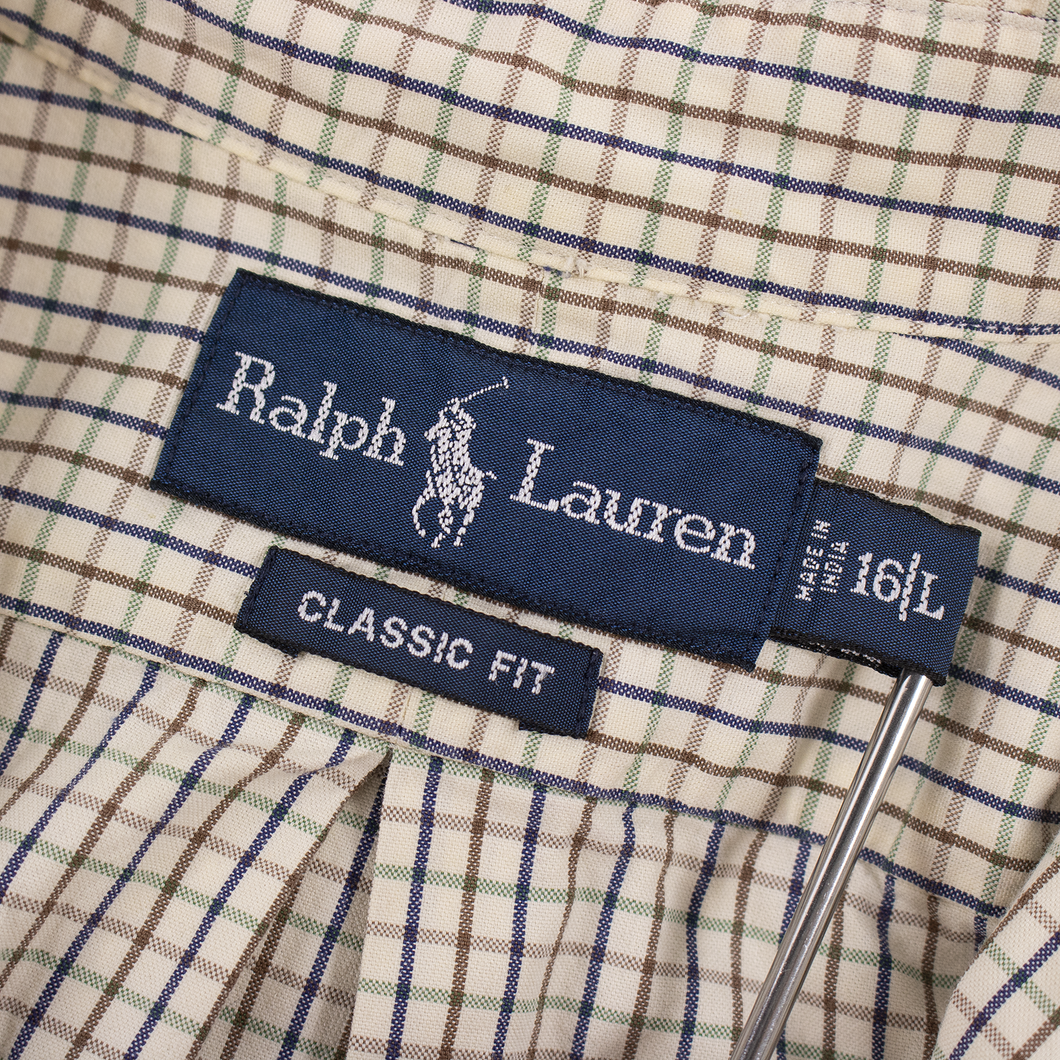 Ralph Lauren
MADE IN
INDIA
16/L
CLASSIC FIT